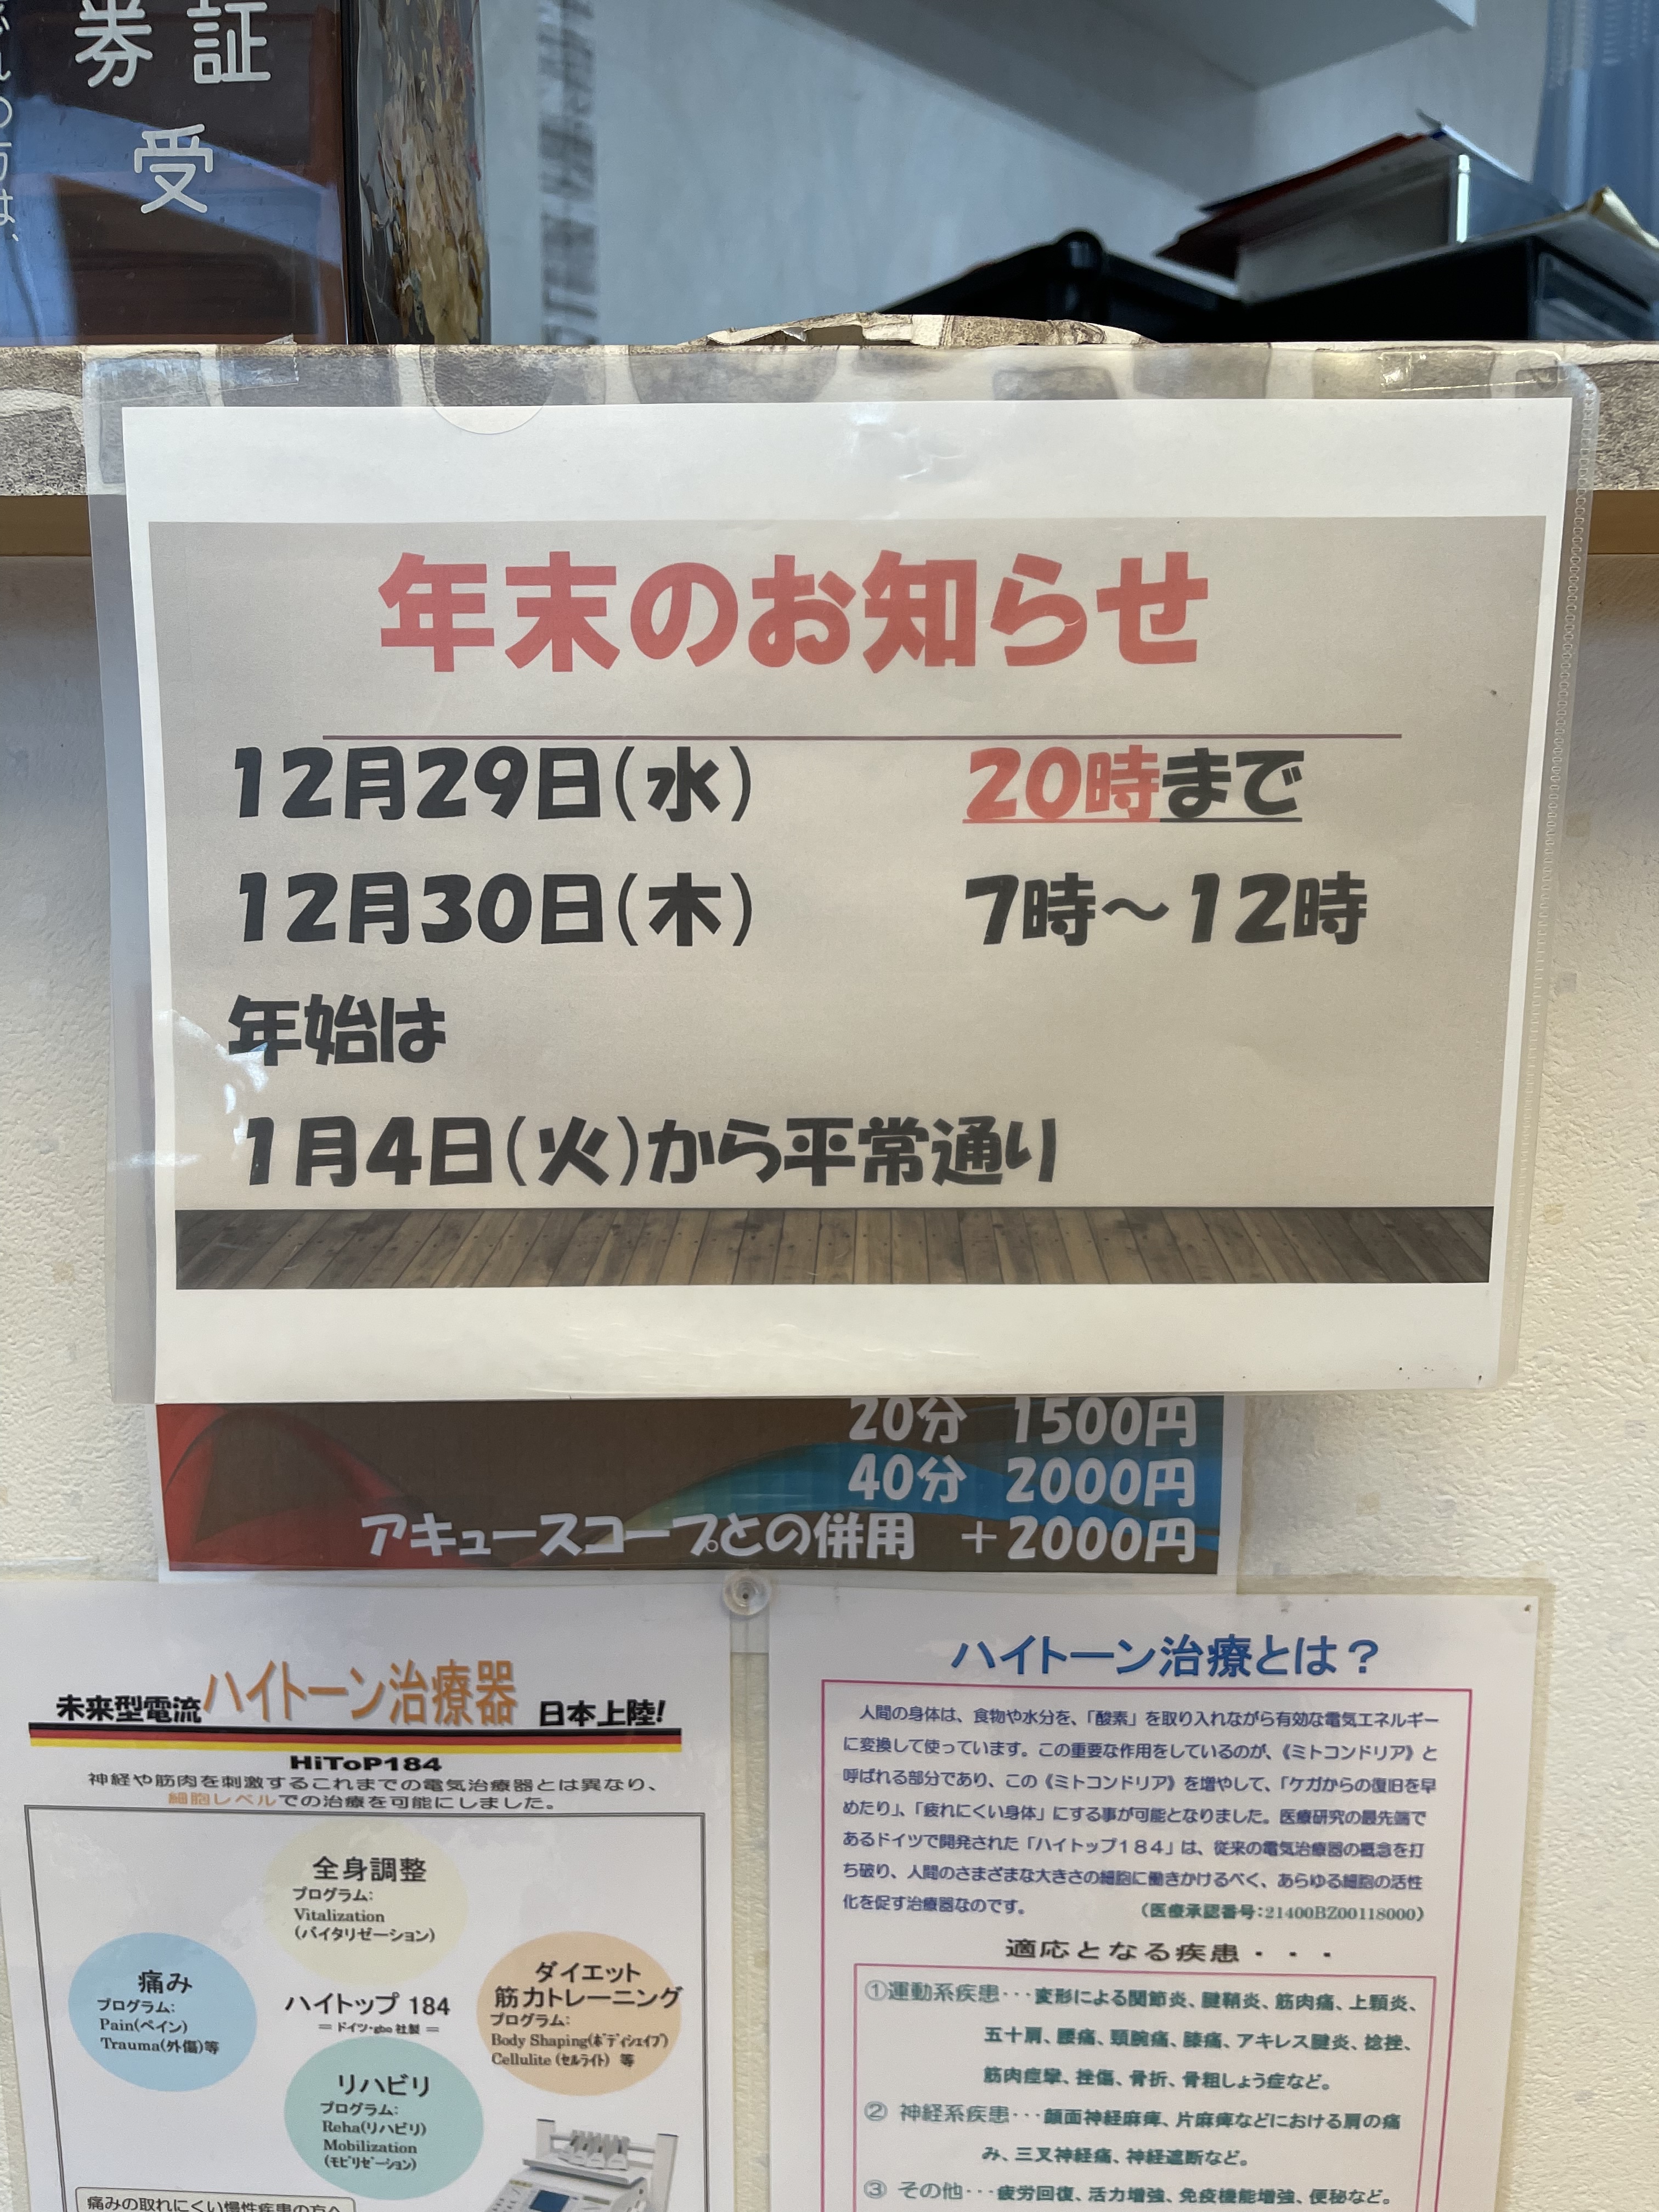 証
券
受
年末のお知らせ
12月29日(水) 20時まで
12月30日(木) 7時～12時
年始は
1月4日(火)から平常通り
20分 1500円
40分 2000円
アキュースコープとの併用 +2000円
未来型電流ハイトーン治療器 日本上陸!
HiToP184
神経や筋肉を刺激するこれまでの電気治療器とは異なり、
細胞レベルでの治療を可能にしました。
全身調整
プログラム:
Vitalization
(バイタリゼーション)
痛み
プログラム:
Pain(ペイン)
Trauma(外傷)等
ハイトップ 184
＝ ドイツ・gbo 社製 ＝
ダイエット
筋力トレーニング
プログラム:
Body Shaping(ボディシェイプ)
Cellulite (セルライト) 等
リハビリ
プログラム:
Reha(リハビリ)
Mobilization
(モビリゼーション)
痛みの取れにくい慢性疾患の方へ
ハイトーン治療とは？
人間の身体は、食物や水分を、「酸素」を取り入れながら有効な電気エネルギー
に変換して使っています。この重要な作用をしているのが、《ミトコンドリア》と
呼ばれる部分であり、この《ミトコンドリア》を増やして、「ケガからの復旧を早
めたり」、「疲れにくい身体」にする事が可能となりました。医療研究の最先端で
あるドイツで開発された「ハイトップ１８４」は、従来の電気治療器の概念を打
ち破り、人間のさまざまな大きさの細胞に働きかけるべく、あらゆる細胞の活性
化を促す治療器なのです。 (医療承認番号:21400BZ00118000)
適応となる疾患・・・
①運動系疾患・・・変形による関節炎、腱鞘炎、筋肉痛、上顆炎、
五十肩、腰痛、頸腕痛、膝痛、アキレス腱炎、捻挫、
筋肉痙攣、挫傷、骨折、骨粗しょう症など。
② 神経系疾患・・・顔面神経麻痺、片麻痺などにおける肩の痛
み、三叉神経痛、神経遮断など。
③ その他・・・疲労回復、活力増強、免疫機能増強、便秘など。